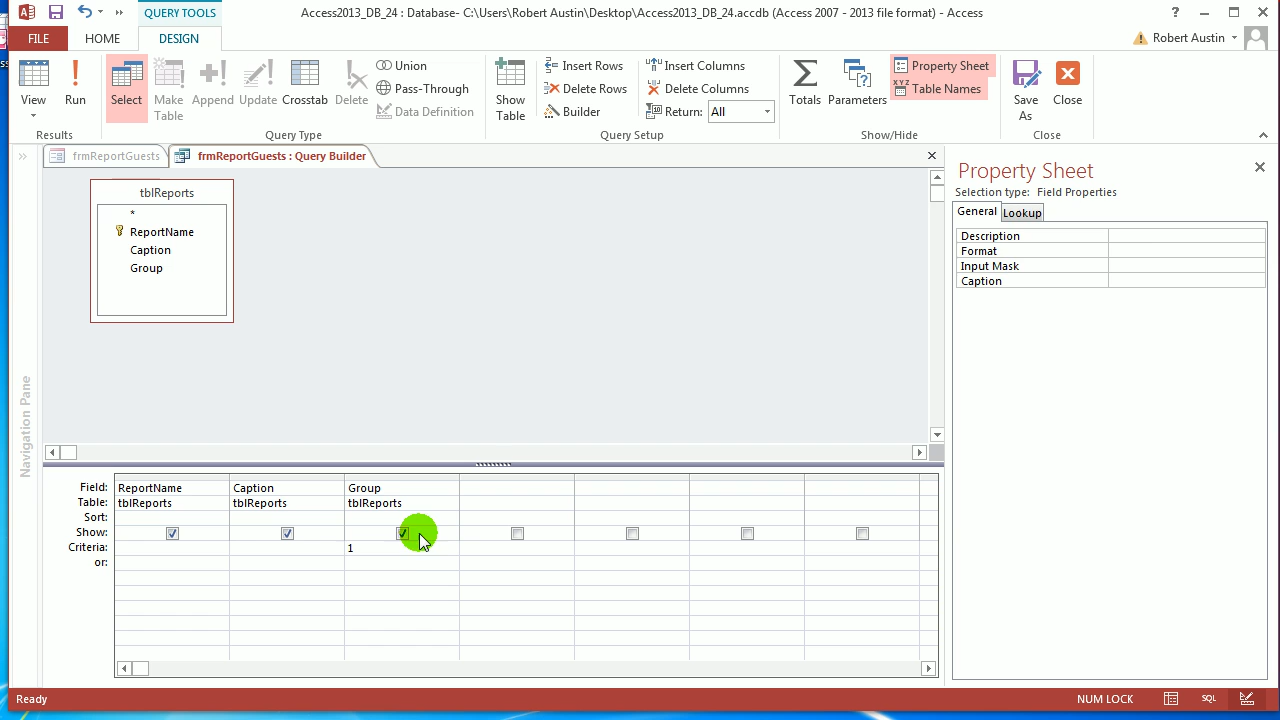 QUERY TOOLS
Access2013_DB_24 : Database- C:\Users\Robert Austin\Desktop\Access2013_DB_24.accdb (Access 2007 - 2013 file format) - Access
?
FILE
HOME
DESIGN
Robert Austin
View
Run
Select
Make Table
Append
Update
Crosstab
Delete
Union
Pass-Through
Data Definition
Show Table
Insert Rows
Delete Rows
Builder
Insert Columns
Delete Columns
Return: All
Totals
Parameters
Property Sheet
XYZ
Table Names
Save As
Close
Results
Query Type
Query Setup
Show/Hide
Close
frmReportGuests
frmReportGuests : Query Builder
tblReports
*
ReportName
Caption
Group
Navigation Pane
Field: ReportName Caption Group
Table: tblReports tblReports tblReports
Sort:
Show:
Criteria: 1
or:
Property Sheet
Selection type: Field Properties
General Lookup
Description
Format
Input Mask
Caption
Ready
NUM LOCK
SQL